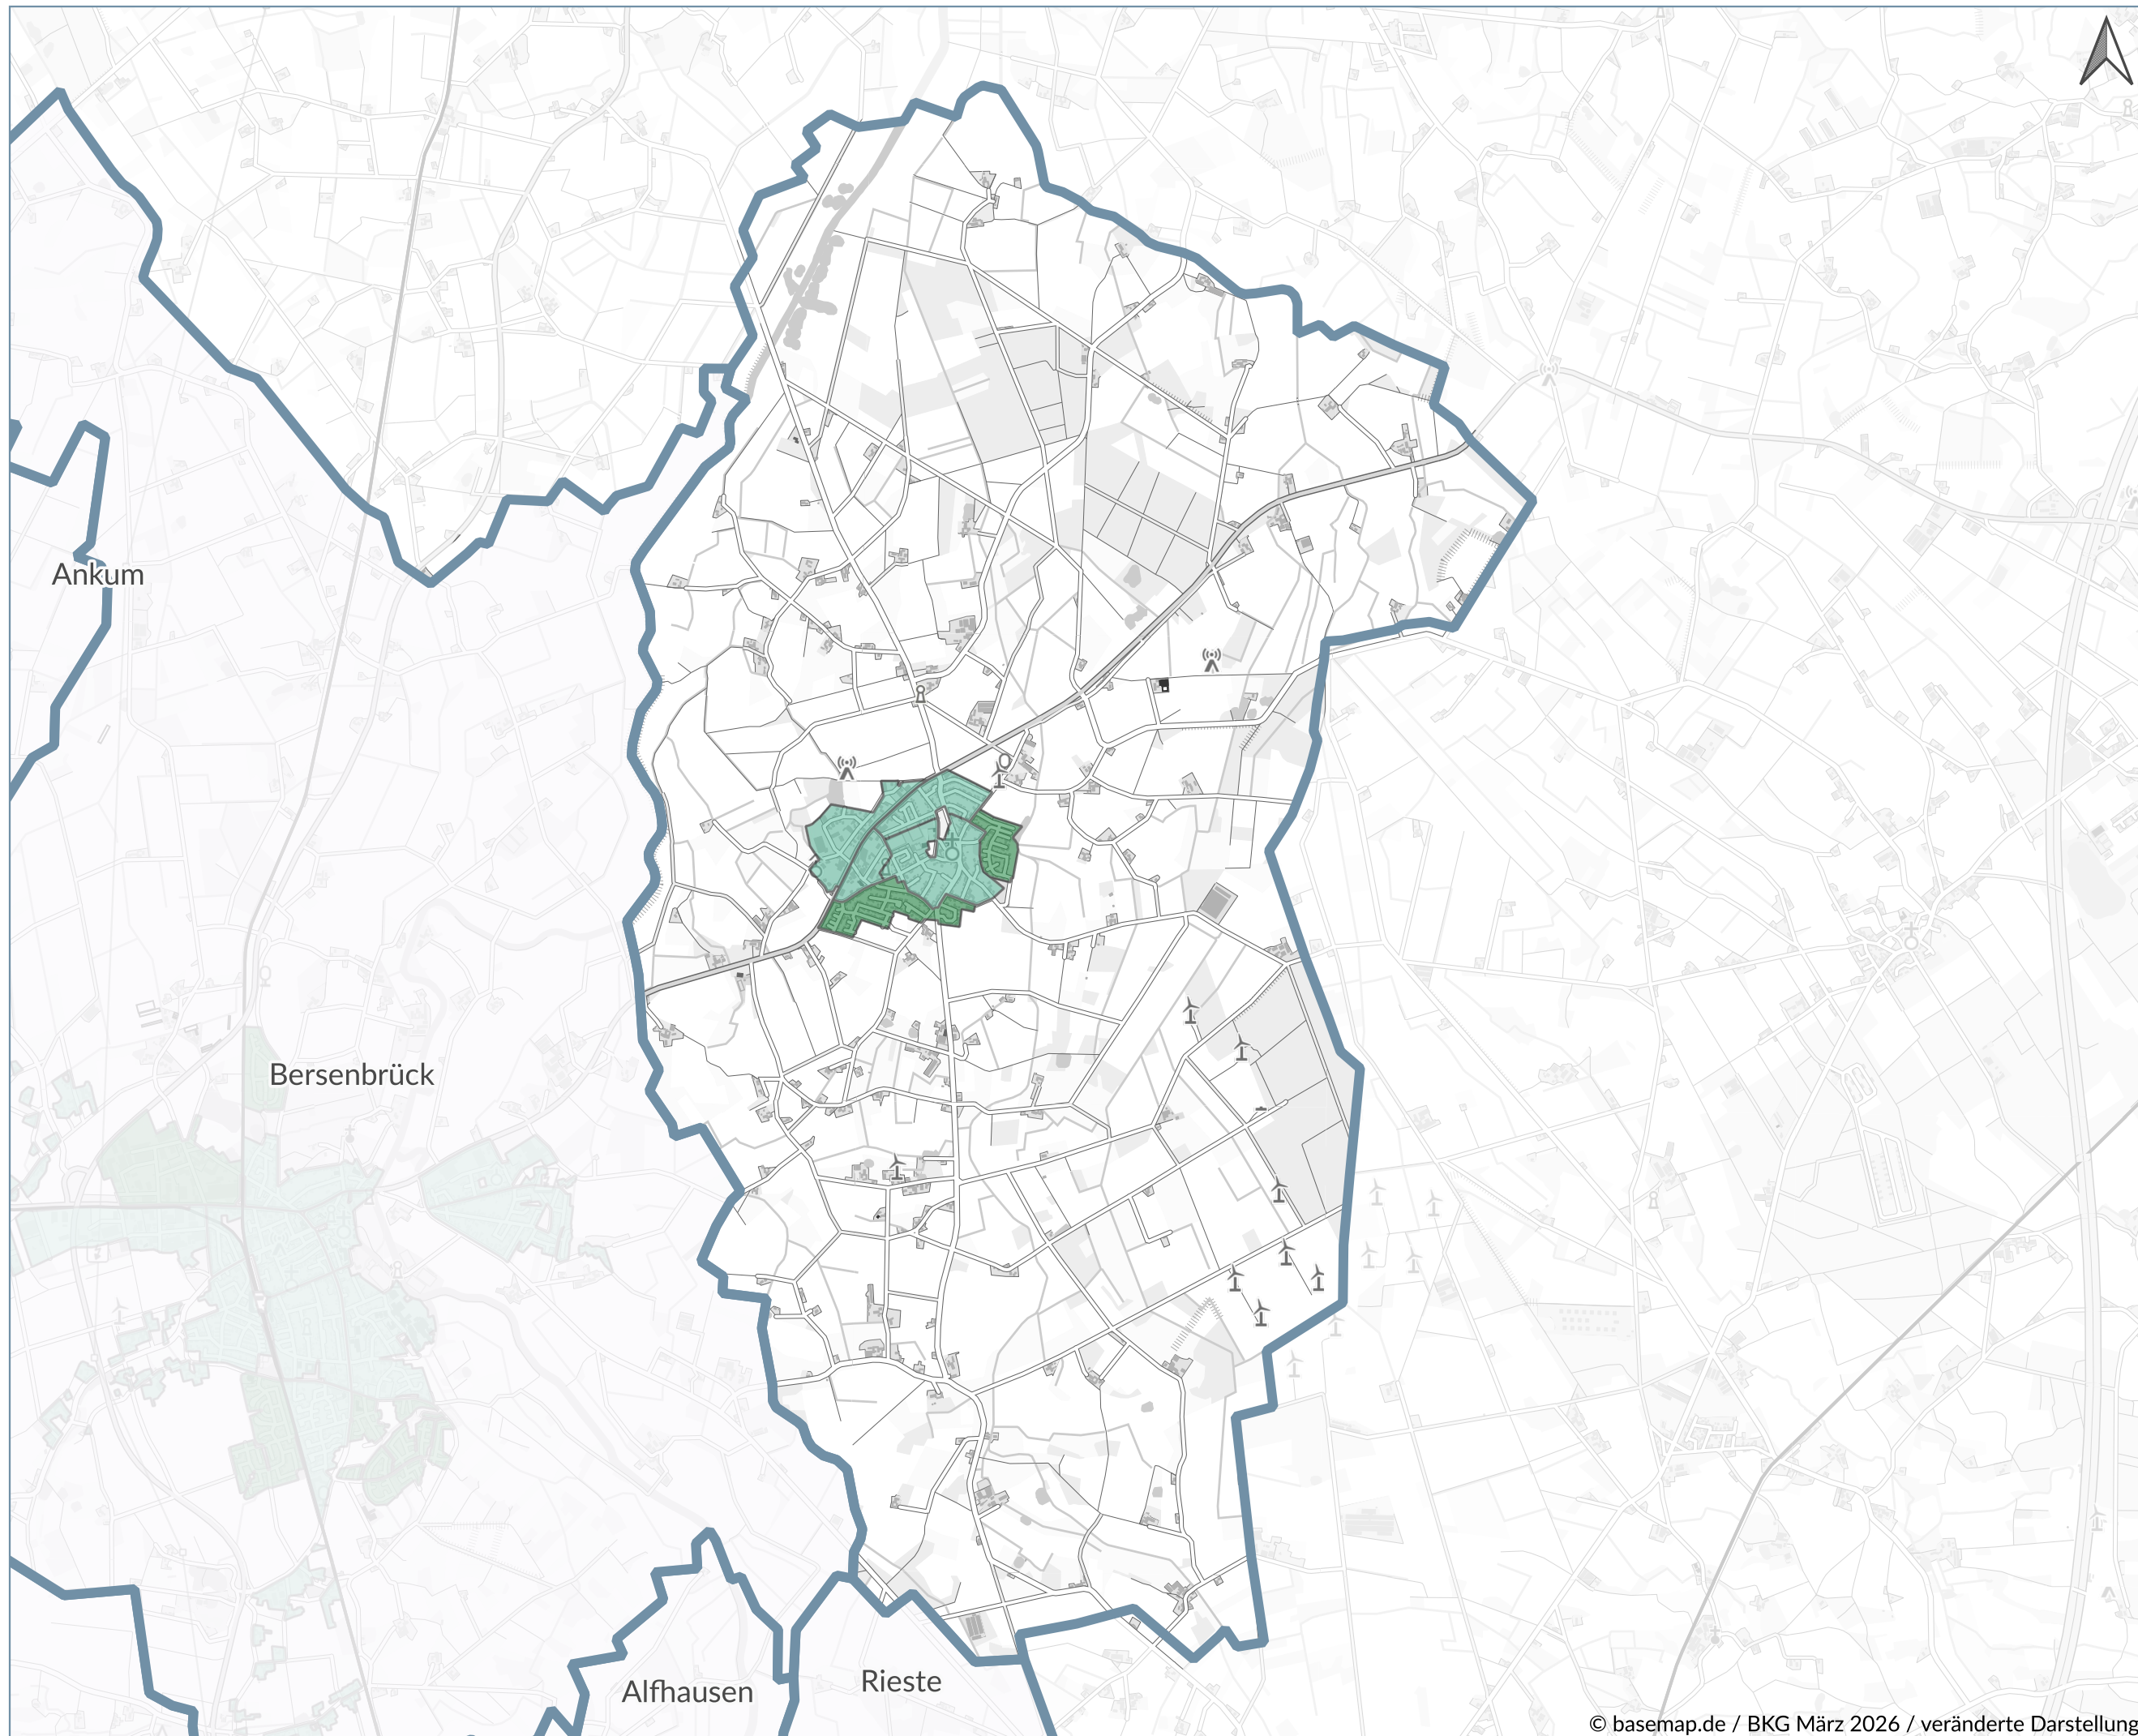 Ankum
Bersenbrück
Alfhausen
Rieste
© basemap.de / BKG März 2026 / veränderte Darstellung